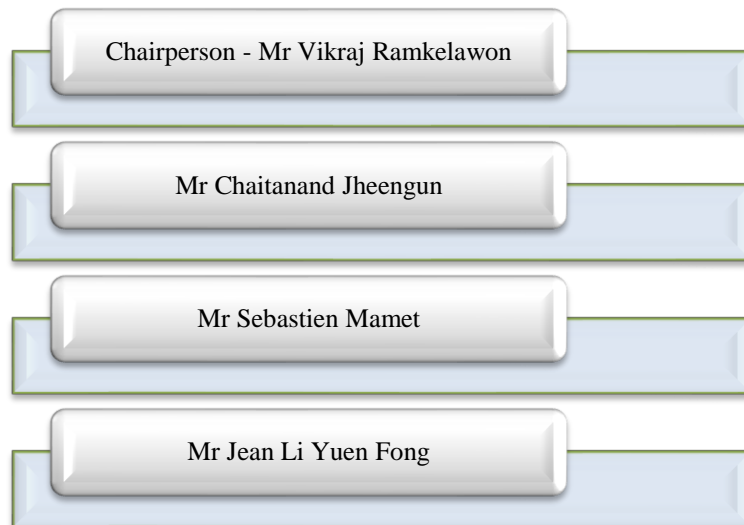 Chairperson - Mr Vikraj Ramkelawon
Mr Chaitanand Jheengun
Mr Sebastien Mamet
Mr Jean Li Yuen Fong